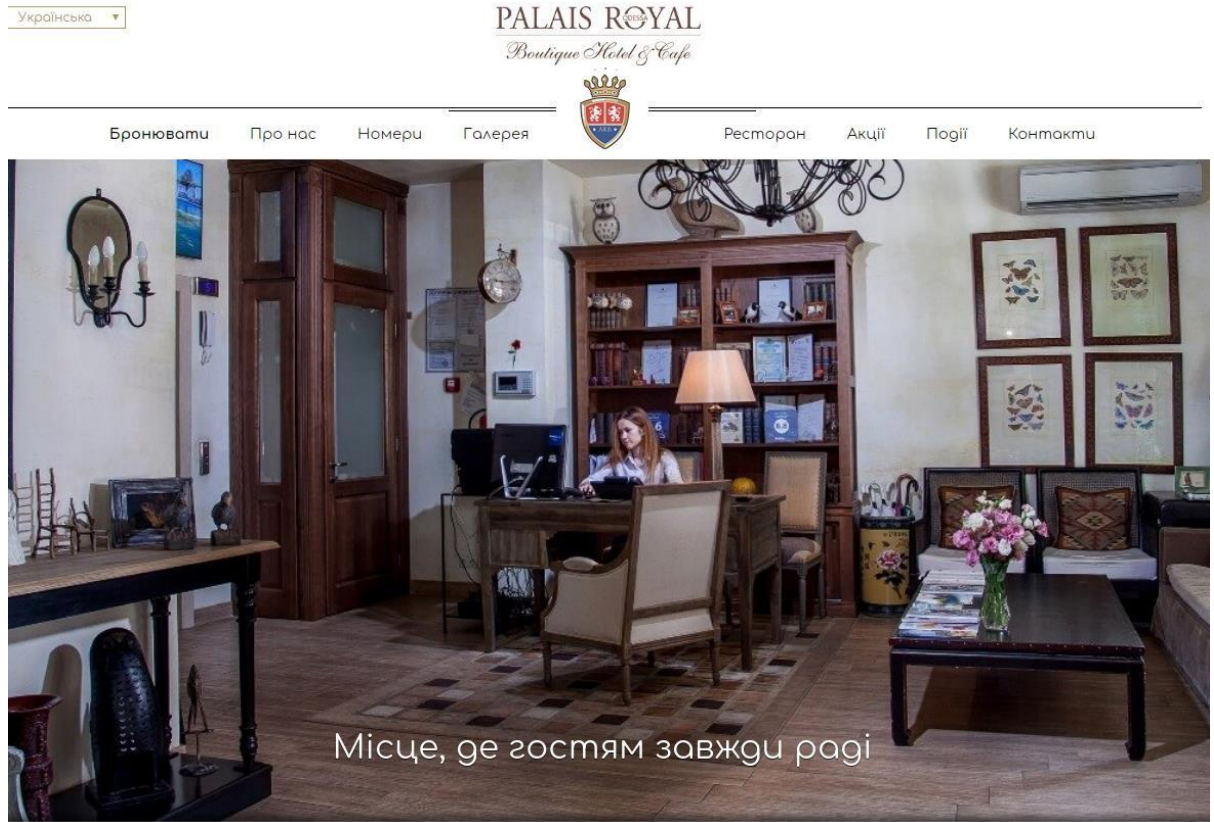 Українська
PALAIS ROYAL
ODESSA
Boutique Hotel & Cafe
Бронювати Про нас Номери Галерея Ресторан Акції Події Контакти
Місце, де гостям завжди раді